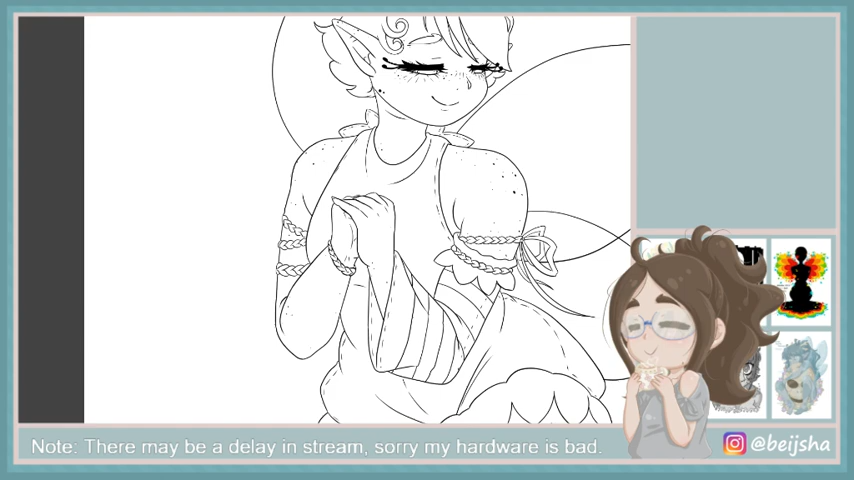 Note: There may be a delay in stream, sorry my hardware is bad.
@beijsha